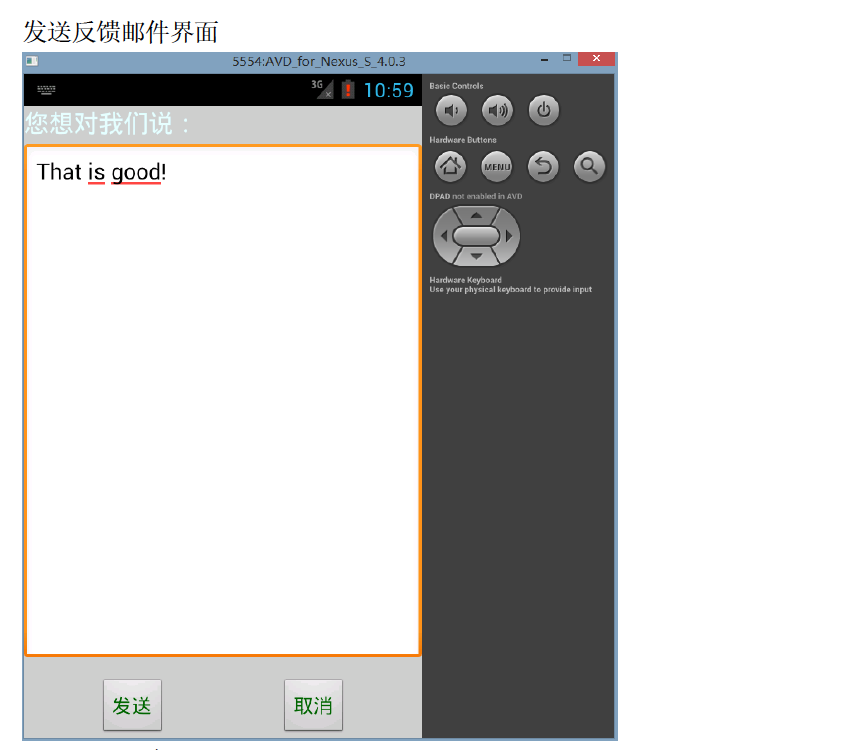 发送反馈邮件界面
5554:AVD_for_Nexus_S_4.0.3
3G 10:59
您想对我们说：
That is good!
发送 取消
Basic Controls
Hardware Buttons
MENU
DPAD not enabled in AVD
Hardware Keyboard
Use your physical keyboard to provide input